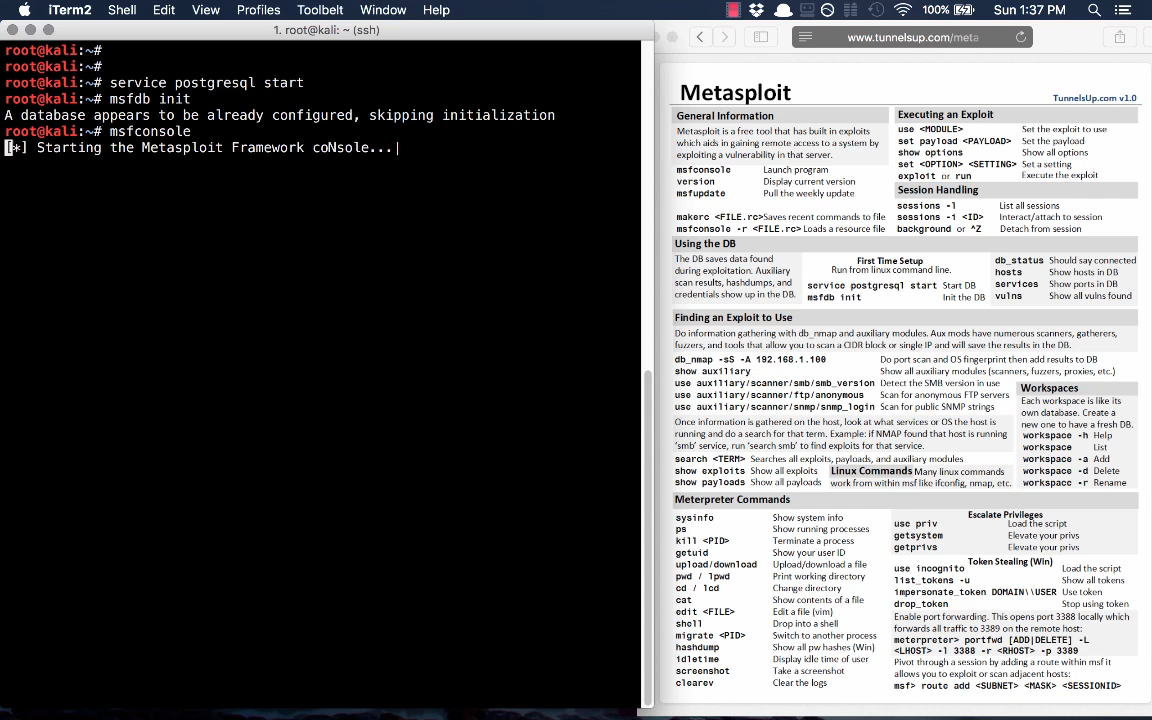 iTerm2 Shell Edit View Profiles Toolbelt Window Help 100% Sun 1:37 PM
1. root@kali: ~ (ssh)
root@kali:~#
root@kali:~#
root@kali:~# service postgresql start
root@kali:~# msfdb init
A database appears to be already configured, skipping initialization
root@kali:~# msfconsole
[*] Starting the Metasploit Framework coNsole...|
www.tunnelsup.com/meta
Metasploit
TunnelsUp.com v1.0
General Information
Metasploit is a free tool that has built in exploits
which aids in gaining remote access to a system by
exploiting a vulnerability in that server.
msfconsole Launch program
version Display current version
msfupdate Pull the weekly update
makerc <FILE.rc>Saves recent commands to file
msfconsole -r <FILE.rc> Loads a resource file
Executing an Exploit
use <MODULE> Set the exploit to use
set payload <PAYLOAD> Set the payload
show options Show all options
set <OPTION> <SETTING> Set a setting
exploit or run Execute the exploit
Session Handling
sessions -l List all sessions
sessions -i <ID> Interact/attach to session
background or ^Z Detach from session
Using the DB
The DB saves data found
during exploitation. Auxiliary
scan results, hashdumps, and
credentials show up in the DB.
First Time Setup
Run from linux command line.
service postgresql start Start DB
msfdb init Init the DB
db_status Should say connected
hosts Show hosts in DB
services Show ports in DB
vulns Show all vulns found
Finding an Exploit to Use
Do information gathering with db_nmap and auxiliary modules. Aux mods have numerous scanners, gatherers,
fuzzers, and tools that allow you to scan a CIDR block or single IP and will save the results in the DB.
db_nmap -sS -A 192.168.1.100 Do port scan and OS fingerprint then add results to DB
show auxiliary Show all auxiliary modules (scanners, fuzzers, proxies, etc.)
use auxiliary/scanner/smb/smb_version Detect the SMB version in use
use auxiliary/scanner/ftp/anonymous Scan for anonymous FTP servers
use auxiliary/scanner/snmp/snmp_login Scan for public SNMP strings
Once information is gathered on the host, look at what services or OS the host is
running and do a search for that term. Example: if NMAP found that host is running
'smb' service, run 'search smb' to find exploits for that service.
search <TERM> Searches all exploits, payloads, and auxiliary modules
show exploits Show all exploits
show payloads Show all payloads
Linux Commands Many linux commands
work from within msf like ifconfig, nmap, etc.
Workspaces
Each workspace is like its
own database. Create a
new one to have a fresh DB.
workspace -h Help
workspace List
workspace -a Add
workspace -d Delete
workspace -r Rename
Meterpreter Commands
sysinfo Show system info
ps Show running processes
kill <PID> Terminate a process
getuid Show your user ID
upload/download Upload/download a file
pwd / lpwd Print working directory
cd / lcd Change directory
cat Show contents of a file
edit <FILE> Edit a file (vim)
shell Drop into a shell
migrate <PID> Switch to another process
hashdump Show all pw hashes (Win)
idletime Display idle time of user
screenshot Take a screenshot
clearev Clear the logs
Escalate Privileges
use priv Load the script
getsystem Elevate your privs
getprivs Elevate your privs
Token Stealing (Win)
use incognito Load the script
list_tokens -u Show all tokens
impersonate_token DOMAIN\\USER Use token
drop_token Stop using token
Enable port forwarding. This opens port 3388 locally which
forwards all traffic to 3389 on the remote host:
meterpreter> portfwd [ADD|DELETE] -L
<LHOST> -l 3388 -r <RHOST> -p 3389
Pivot through a session by adding a route within msf it
allows you to exploit or scan adjacent hosts:
msf> route add <SUBNET> <MASK> <SESSIONID>